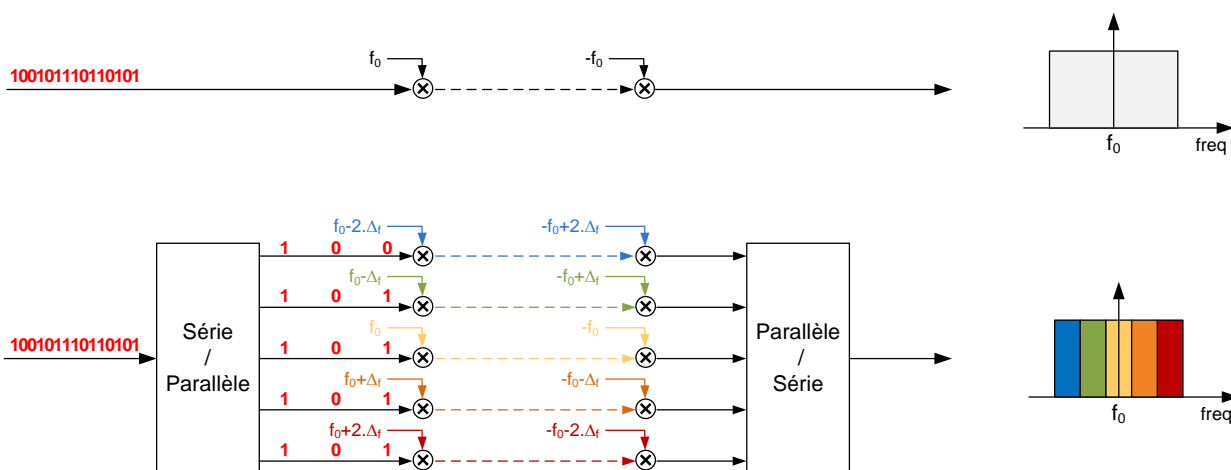 f₀
-f₀
100101110110101
f₀
freq
f₀-2.Δf
-f₀+2.Δf
1 0 0
f₀-Δf
-f₀+Δf
1 0 1
f₀
-f₀
100101110110101
Série
/
Parallèle
1 0 1
Parallèle
/
Série
f₀+Δf
-f₀-Δf
1 0 1
f₀
freq
f₀+2.Δf
-f₀-2.Δf
1 0 1